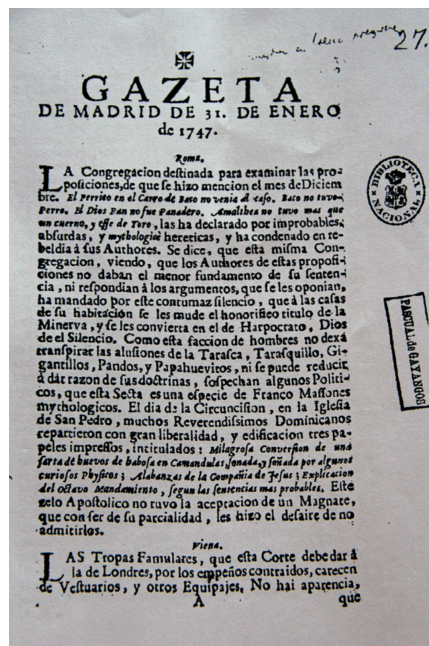 27.
GAZETA
DE MADRID DE 31. DE ENERO
de 1747.
Roma.
LA Congregacion destinada para examinar las pro-
posiciones, de que se hizo mencion el mes de Diciem
bre. El Perrito en el Carro de Baco no venia al caso. Baco no tuvo
Perro. El Dios Pan no fue Panadero. Amalthea no tuvo mas que
un cuerno, y esse de Toro, las ha declarado por improbables,
absurdas, y mythologicè hereticas, y ha condenado en re-
beldia à sus Authores. Se dice, que esta misma Con-
gregacion, viendo, que los Authores de estas proposi-
ciones no daban el menor fundamento de su senten-
cia, ni respondian à los argumentos, que se les oponian,
ha mandado por este contumaz silencio, que à las casas
de su habitación se les mude el honorifico titulo de la
Minerva, y se les convierta en el de Harpocrato, Dios
de el Silencio. Como esta faccion de hombres no dexa
transpirar las alusiones de la Tarasca, Tarasquillo, Gi-
gantillos, Pandos, y Papahuevitos, ni se puede reducir
à dàr razon de sus doctrinas, sospechan algunos Politi-
cos, que esta Secta es una especie de Franco Massones
mythologicos. El dia de la Circuncision, en la Iglesia
de San Pedro, muchos Reverendissimos Dominicanos
repartieron con gran liberalidad, y edificacion tres pa-
peles impressos, intitulados: Milagrosa Conversion de una
sarta de huevos de babosa en Camandulas, sonada, y soñada por algunos
curiosos Physicos; Alabanzas de la Compañia de Jesus; Explicacion
del octavo Mandamiento, segun las sentencias mas probables. Este
zelo Apostolico no tuvo la aceptacion de un Magnate,
que con ser de su parcialidad, les hizo el desaire de no
admitirlos.
Viena.
LAS Tropas Famulares, que esta Corte debe dar à
la de Londres, por los empeños contraidos, carecen
de Vestuarios, y otros Equipajes. No hai aparencia,
A que
BIBLIOTECA NACIONAL
PASCUAL de GAYANGOS